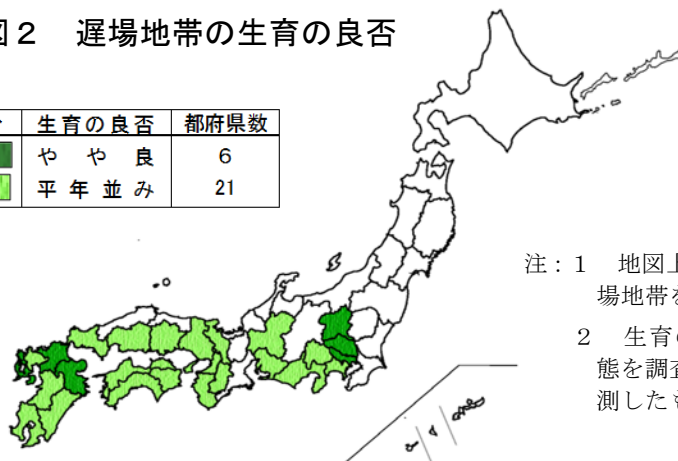 ２　遅場地帯の生育の良否
生育の良否　都府県数
や　や　良　6
平　年　並　み　21
注：１　地図上
場地帯を
２　生育の
態を調査
測したも